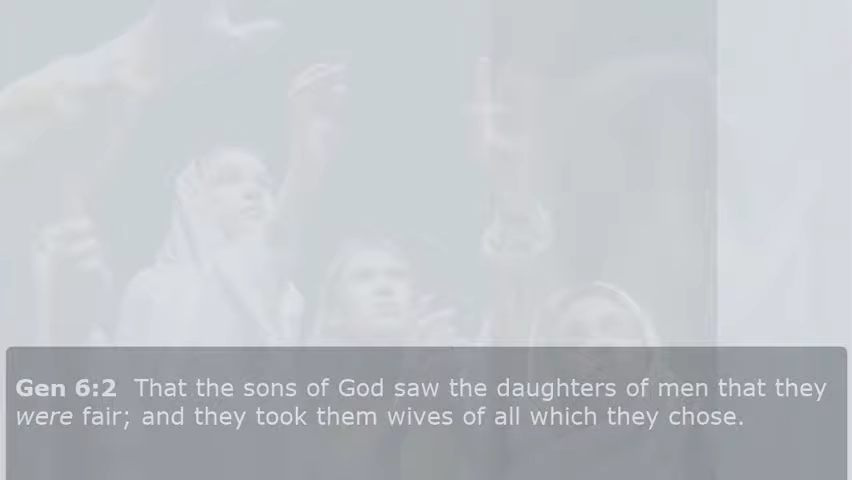 Gen 6:2 That the sons of God saw the daughters of men that they
were fair; and they took them wives of all which they chose.